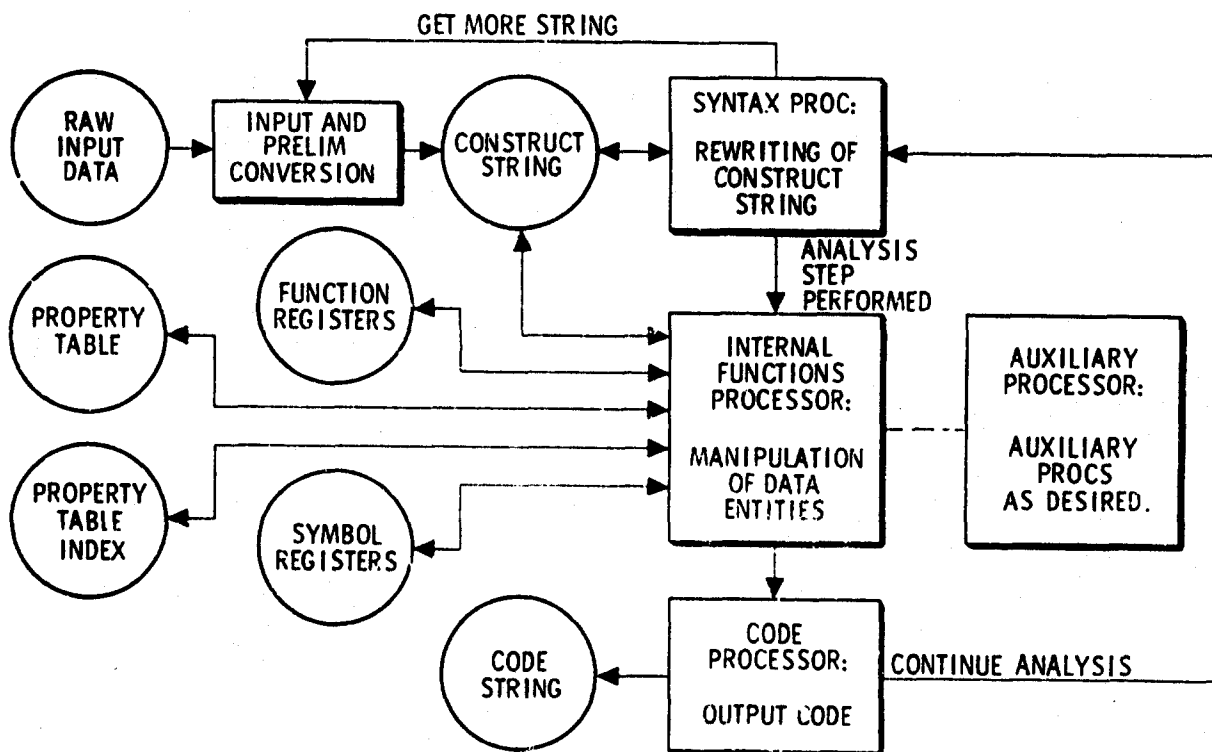 GET MORE STRING
RAW
INPUT
DATA
INPUT AND
PRELIM
CONVERSION
CONSTRUCT
STRING
SYNTAX PROC:
REWRITING OF
CONSTRUCT
STRING
ANALYSIS
STEP
PERFORMED
FUNCTION
REGISTERS
PROPERTY
TABLE
INTERNAL
FUNCTIONS
PROCESSOR:
MANIPULATION
OF DATA
ENTITIES
AUXILIARY
PROCESSOR:
AUXILIARY
PROCS
AS DESIRED.
PROPERTY
TABLE
INDEX
SYMBOL
REGISTERS
CODE
STRING
CODE
PROCESSOR:
OUTPUT CODE
CONTINUE ANALYSIS